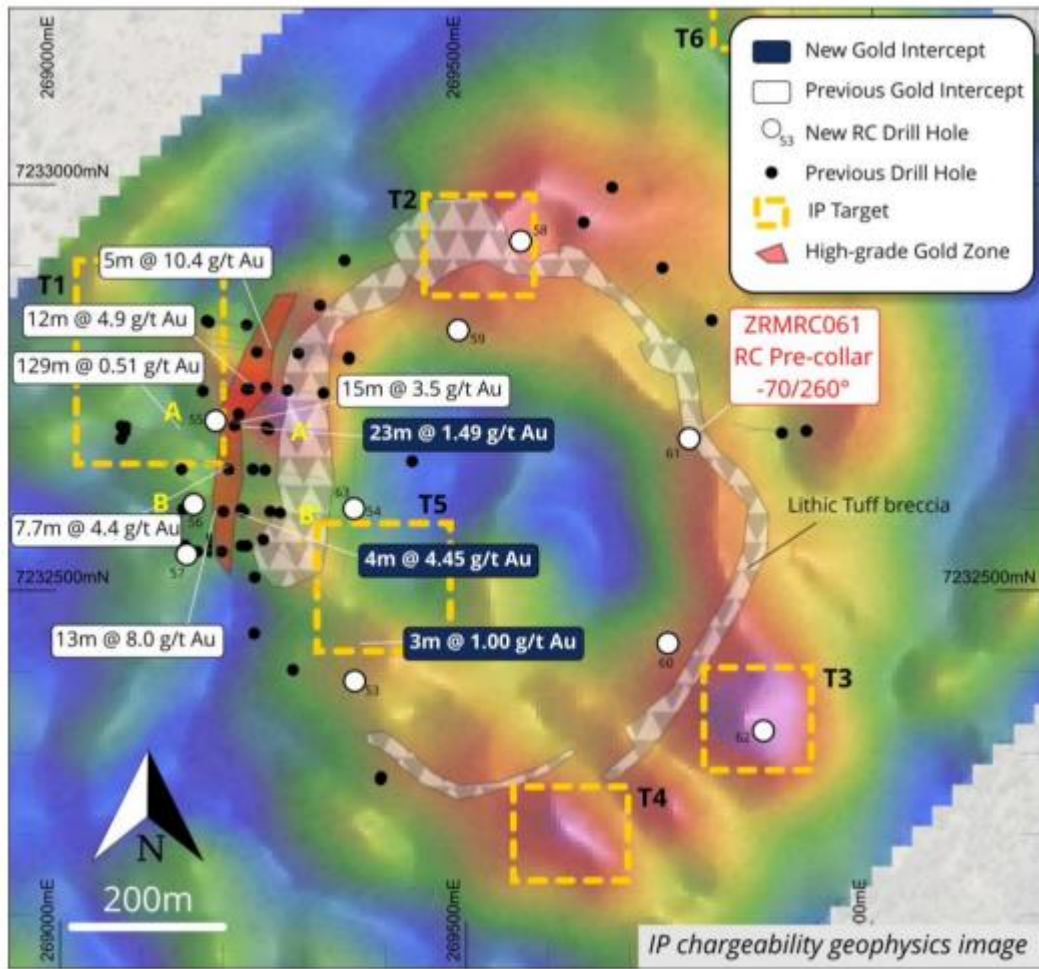 269000mE
269500mE
T6
New Gold Intercept
Previous Gold Intercept
53
New RC Drill Hole
Previous Drill Hole
IP Target
High-grade Gold Zone
7233000mN
T2
58
T1
5m @ 10.4 g/t Au
12m @ 4.9 g/t Au
59
ZRMRC061
RC Pre-collar
-70/260°
129m @ 0.51 g/t Au
15m @ 3.5 g/t Au
A
55
A'
23m @ 1.49 g/t Au
61
B
56
63
54
T5
B'
Lithic Tuff breccia
7.7m @ 4.4 g/t Au
57
4m @ 4.45 g/t Au
7232500mN
7232500mN
13m @ 8.0 g/t Au
3m @ 1.00 g/t Au
60
53
T3
62
T4
N
200m
269000mE
269500mE
00mE
IP chargeability geophysics image